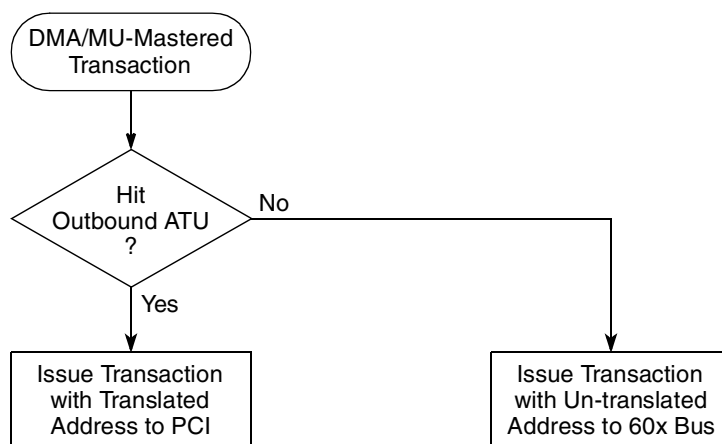 DMA/MU-Mastered
Transaction
Hit
Outbound ATU
?
No
Yes
Issue Transaction
with Translated
Address to PCI
Issue Transaction
with Un-translated
Address to 60x Bus